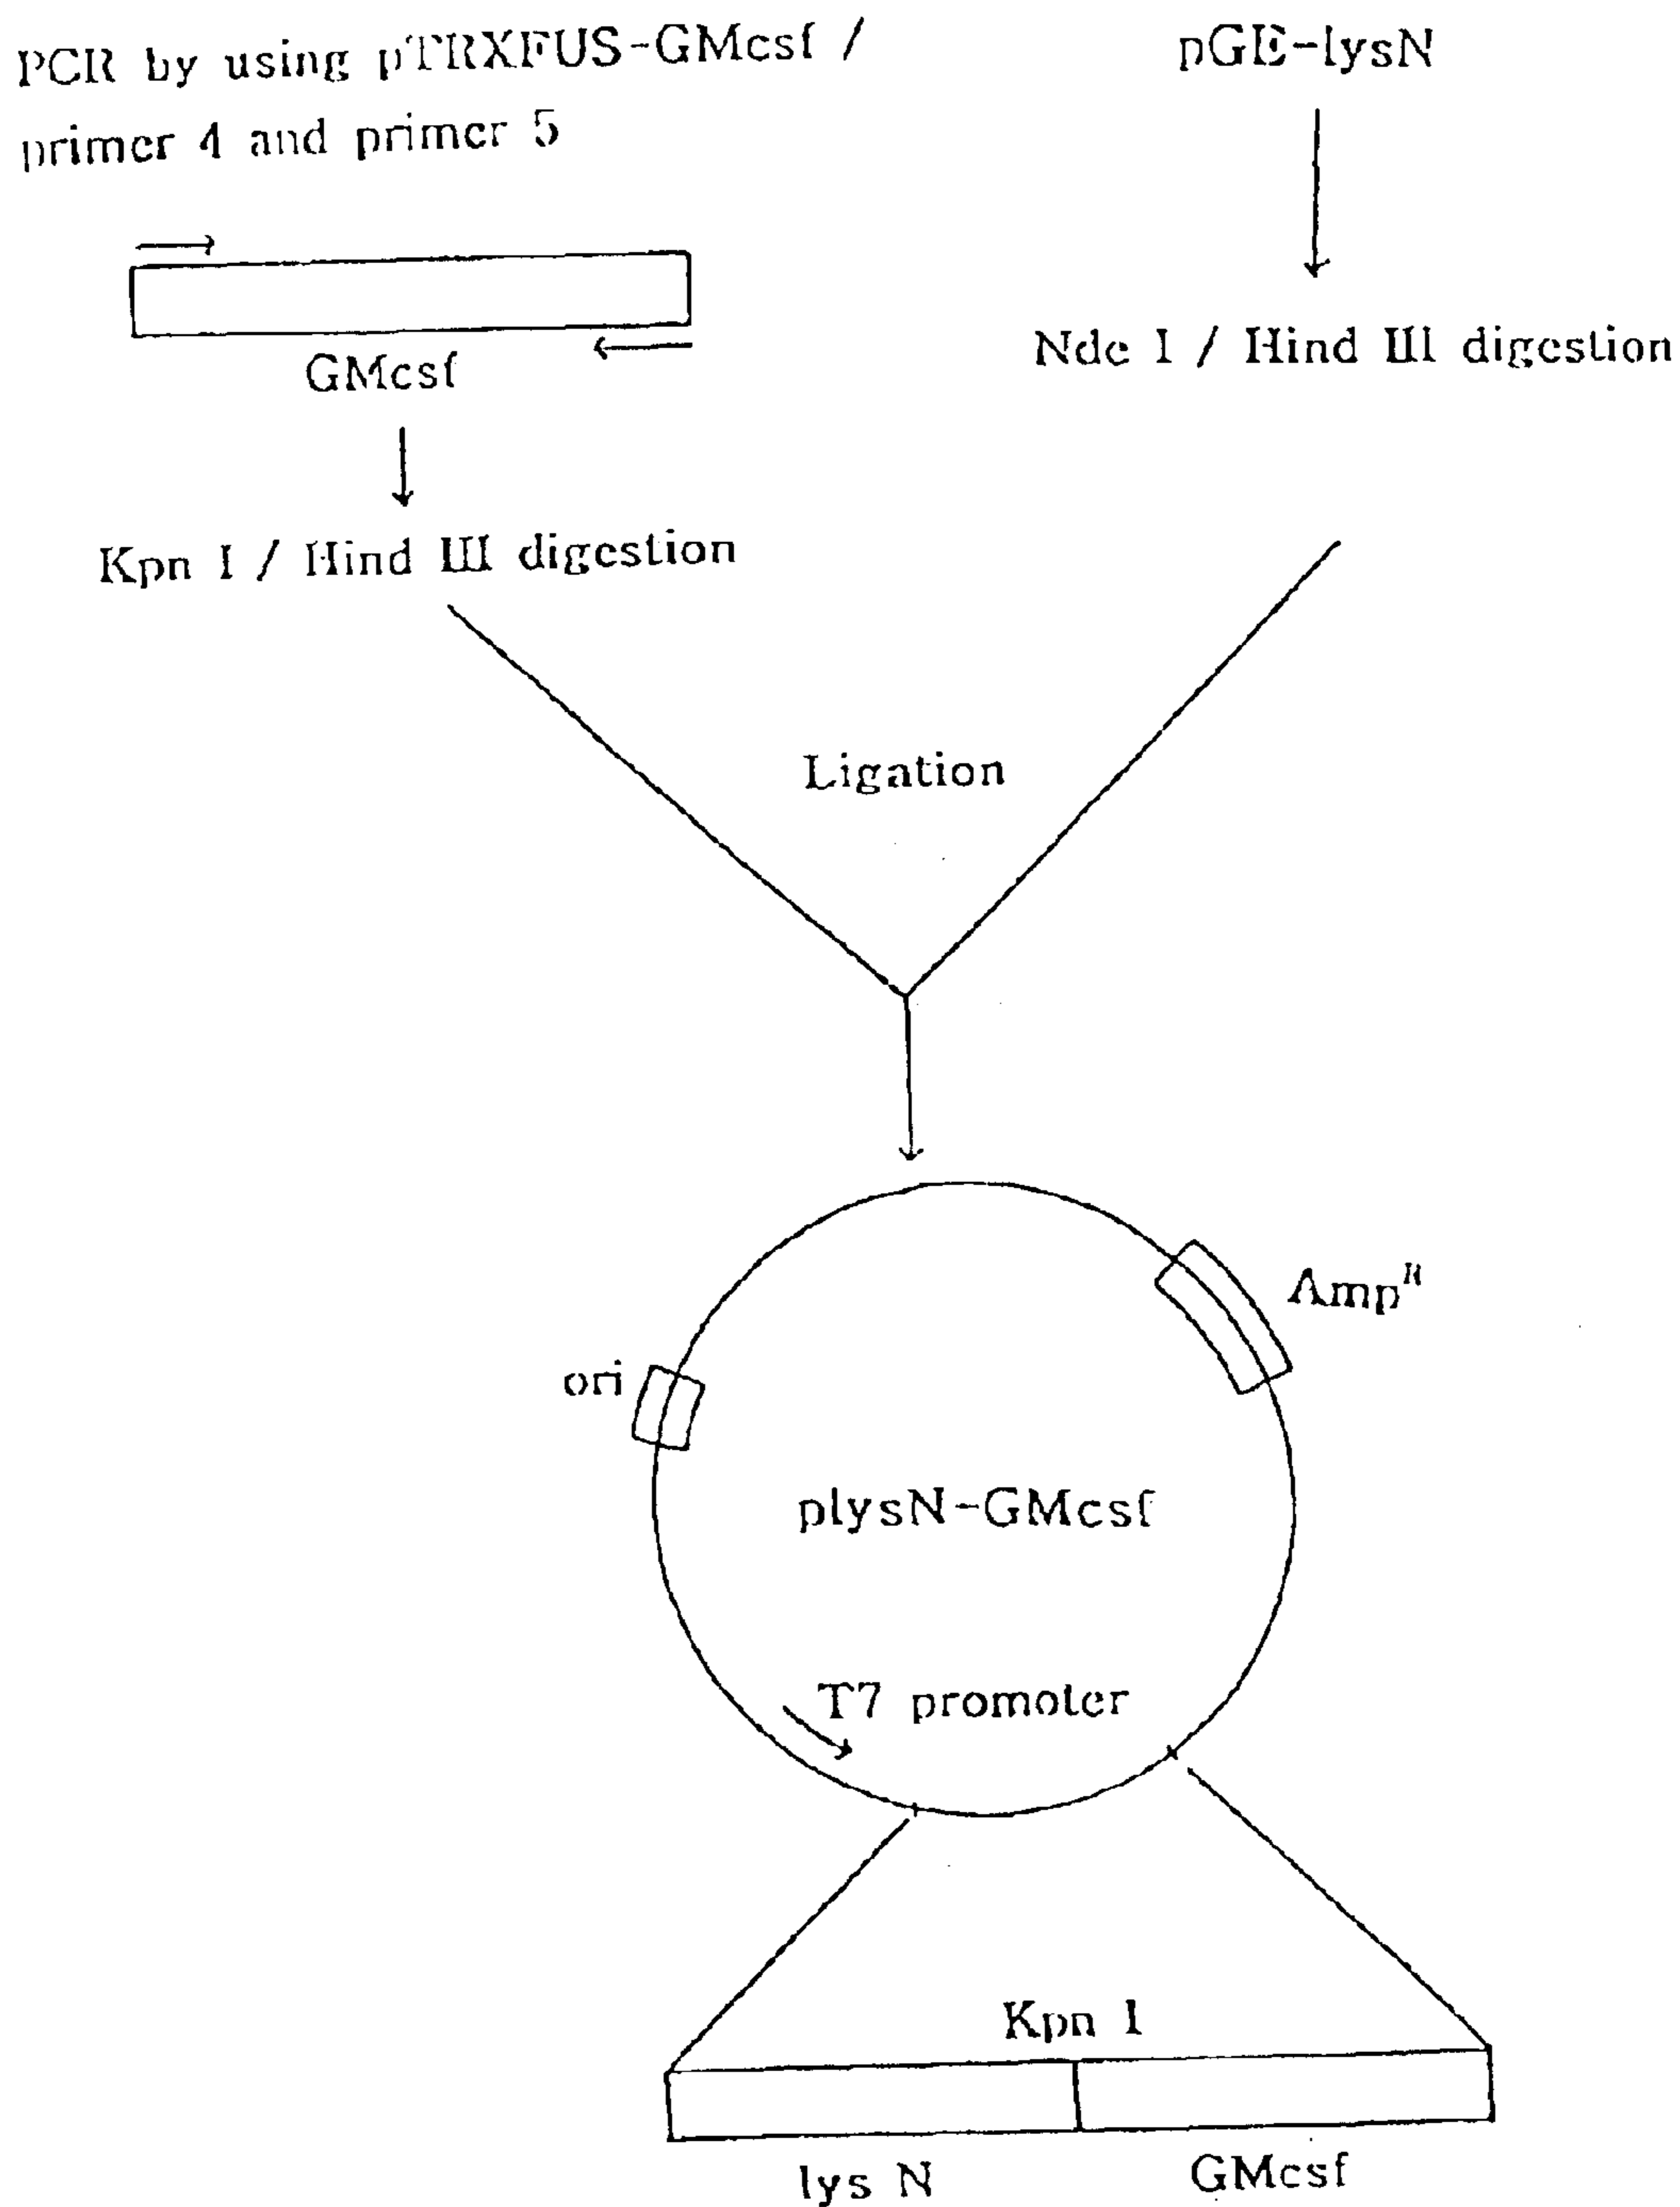 PCR by using pTRXFUS-GMcsf /
primer 4 and primer 5
pGE-lysN
GMcsf
Nde I / Hind III digestion
Kpn I / Hind III digestion
Ligation
Amp^R
ori
plysN-GMcsf
T7 promoter
Kpn I
lys N
GMcsf